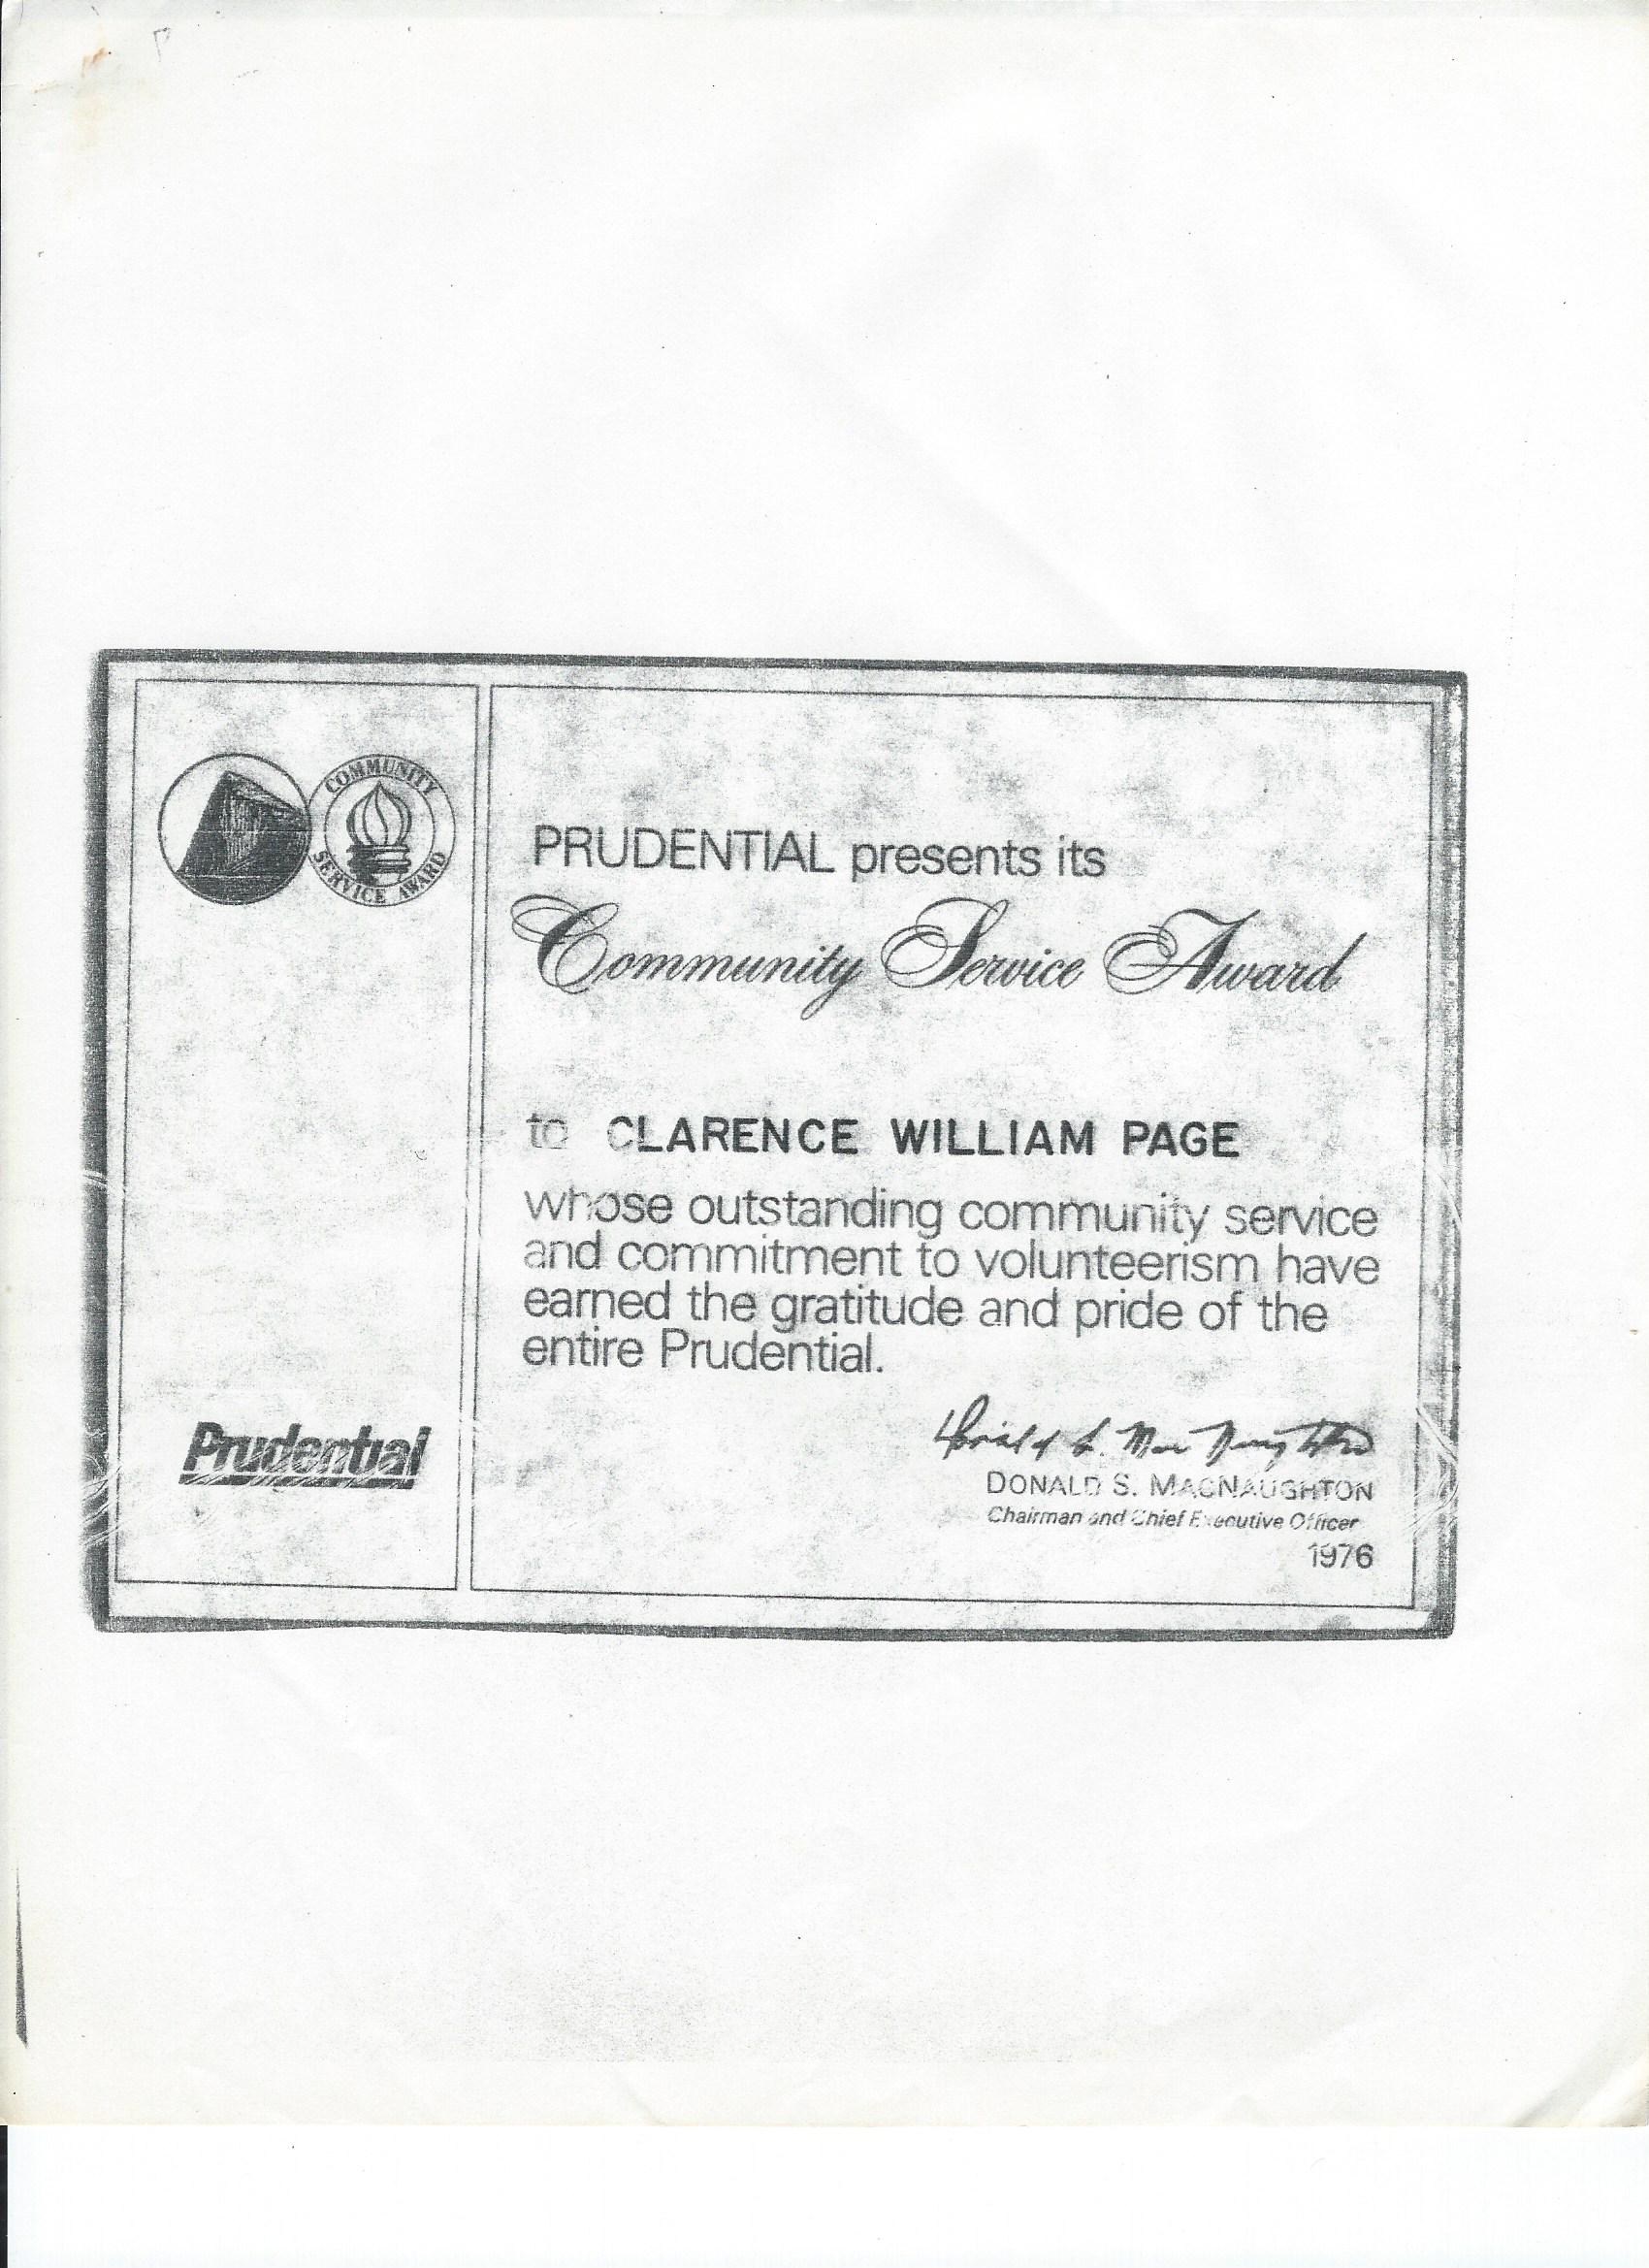 COMMUNITY
SERVICE AWARD
PRUDENTIAL presents its
Community Service Award
to CLARENCE WILLIAM PAGE
whose outstanding community service
and commitment to volunteerism have
earned the gratitude and pride of the
entire Prudential.
Prudential
Donald S. MacNaughton
DONALD S. MACNAUGHTON
Chairman and Chief Executive Officer
1976